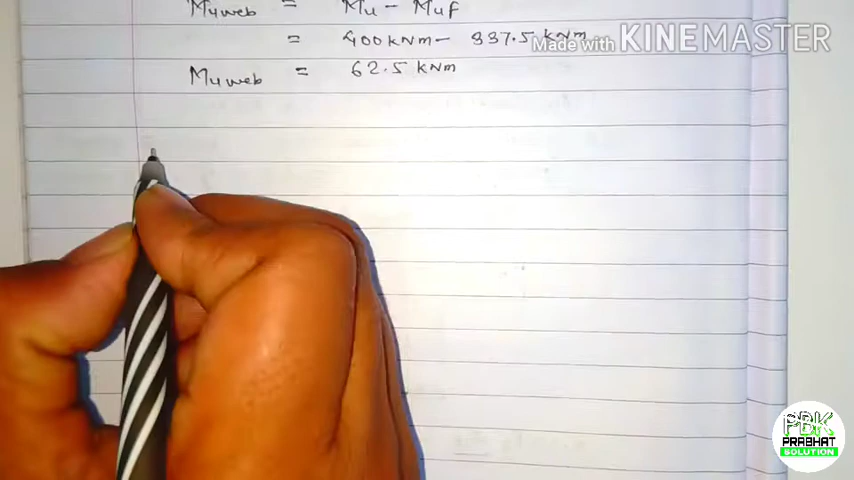 Muweb = Mu - Muf
= 400 kNm - 337.5 kNm
Made with KINEMASTER
Muweb = 62.5 kNm
PBK
PRABHAT
SOLUTION